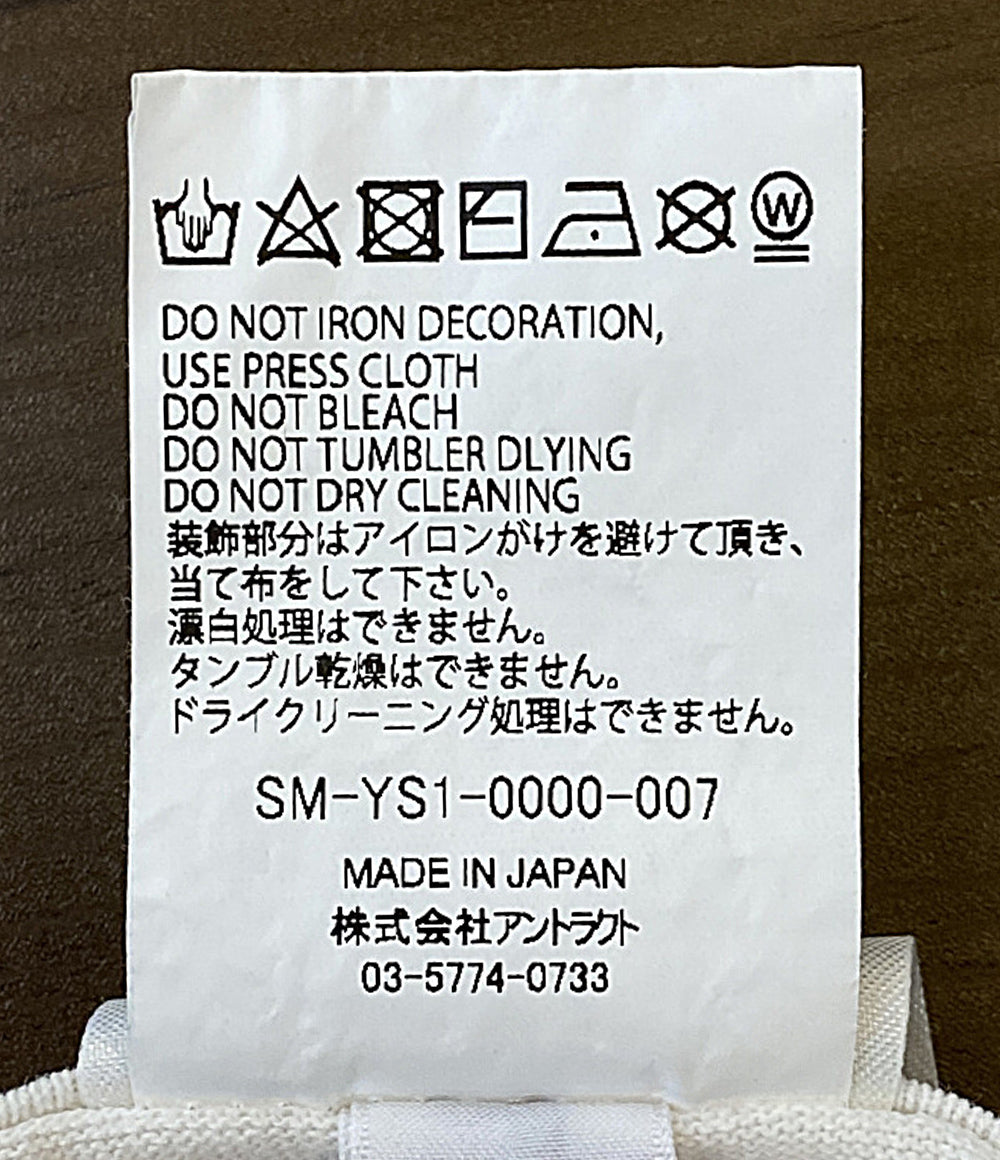 W
DO NOT IRON DECORATION,
USE PRESS CLOTH
DO NOT BLEACH
DO NOT TUMBLER DLYING
DO NOT DRY CLEANING
装飾部分はアイロンがけを避けて頂き、
当て布をして下さい。
漂白処理はできません。
タンブル乾燥はできません。
ドライクリーニング処理はできません。
SM-YS1-0000-007
MADE IN JAPAN
株式会社アントラクト
03-5774-0733